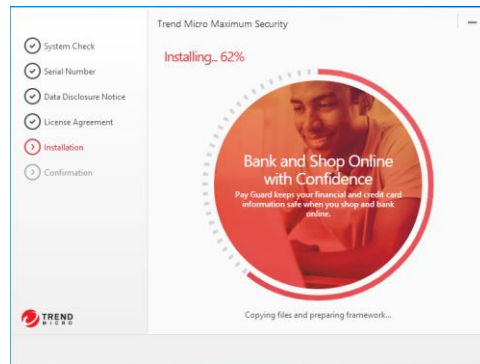 Trend Micro Maximum Security
System Check
Serial Number
Data Disclosure Notice
License Agreement
Installation
Confirmation
Installing... 62%
Bank and Shop Online
with Confidence
Pay Guard keeps your financial and credit card
information safe when you shop and bank
online.
Copying files and preparing framework...
TREND
MICRO